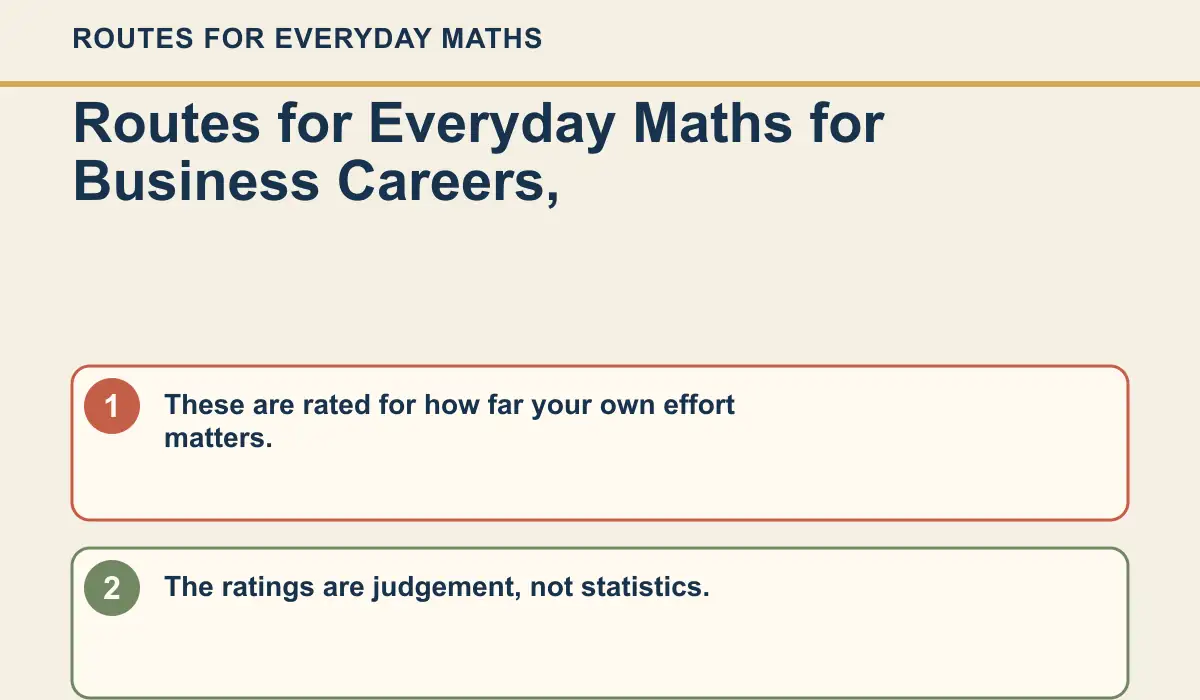 ROUTES FOR EVERYDAY MATHS
Routes for Everyday Maths for
Business Careers,
1
These are rated for how far your own effort
matters.
2
The ratings are judgement, not statistics.